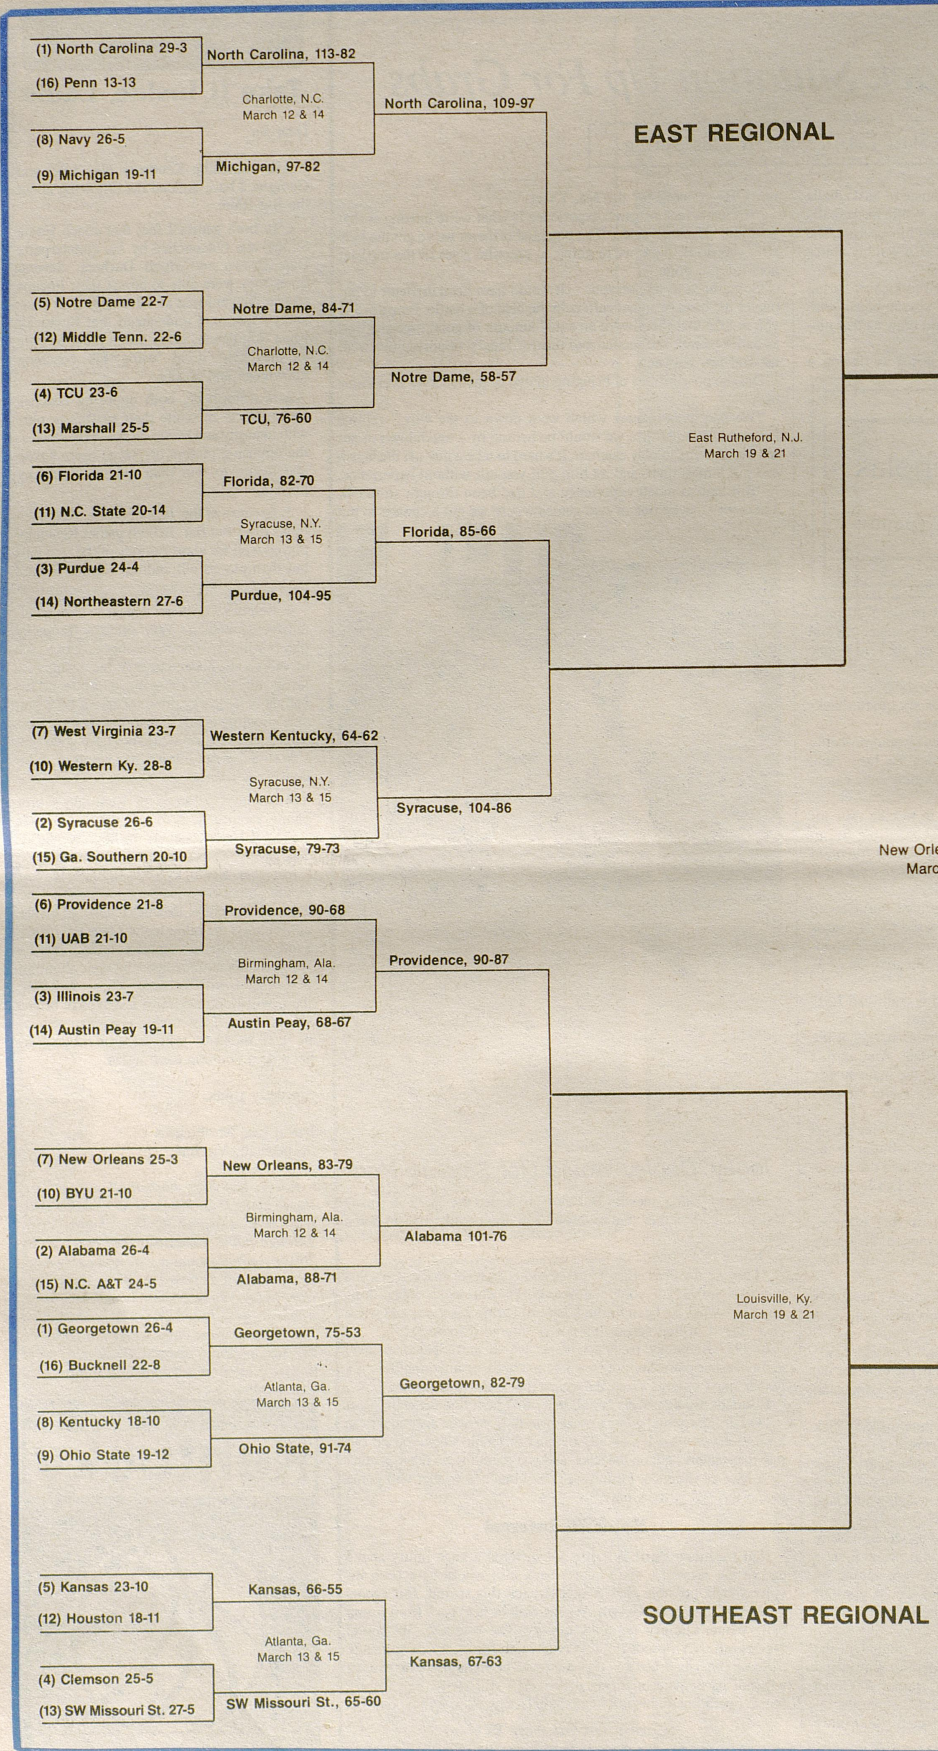 (1) North Carolina 29-3
(16) Penn 13-13
North Carolina, 113-82
Charlotte, N.C.
March 12 & 14
(8) Navy 26-5
(9) Michigan 19-11
Michigan, 97-82
North Carolina, 109-97
EAST REGIONAL
(5) Notre Dame 22-7
(12) Middle Tenn. 22-6
Notre Dame, 84-71
Charlotte, N.C.
March 12 & 14
(4) TCU 23-6
(13) Marshall 25-5
TCU, 76-60
Notre Dame, 58-57
East Rutheford, N.J.
March 19 & 21
(6) Florida 21-10
(11) N.C. State 20-14
Florida, 82-70
Syracuse, N.Y.
March 13 & 15
(3) Purdue 24-4
(14) Northeastern 27-6
Purdue, 104-95
Florida, 85-66
(7) West Virginia 23-7
(10) Western Ky. 28-8
Western Kentucky, 64-62
Syracuse, N.Y.
March 13 & 15
(2) Syracuse 26-6
(15) Ga. Southern 20-10
Syracuse, 79-73
Syracuse, 104-86
New Orle
Marc
(6) Providence 21-8
(11) UAB 21-10
Providence, 90-68
Birmingham, Ala.
March 12 & 14
(3) Illinois 23-7
(14) Austin Peay 19-11
Austin Peay, 68-67
Providence, 90-87
(7) New Orleans 25-3
(10) BYU 21-10
New Orleans, 83-79
Birmingham, Ala.
March 12 & 14
(2) Alabama 26-4
(15) N.C. A&T 24-5
Alabama, 88-71
Alabama 101-76
Louisville, Ky.
March 19 & 21
(1) Georgetown 26-4
(16) Bucknell 22-8
Georgetown, 75-53
Atlanta, Ga.
March 13 & 15
(8) Kentucky 18-10
(9) Ohio State 19-12
Ohio State, 91-74
Georgetown, 82-79
(5) Kansas 23-10
(12) Houston 18-11
Kansas, 66-55
Atlanta, Ga.
March 13 & 15
(4) Clemson 25-5
(13) SW Missouri St. 27-5
SW Missouri St., 65-60
Kansas, 67-63
SOUTHEAST REGIONAL